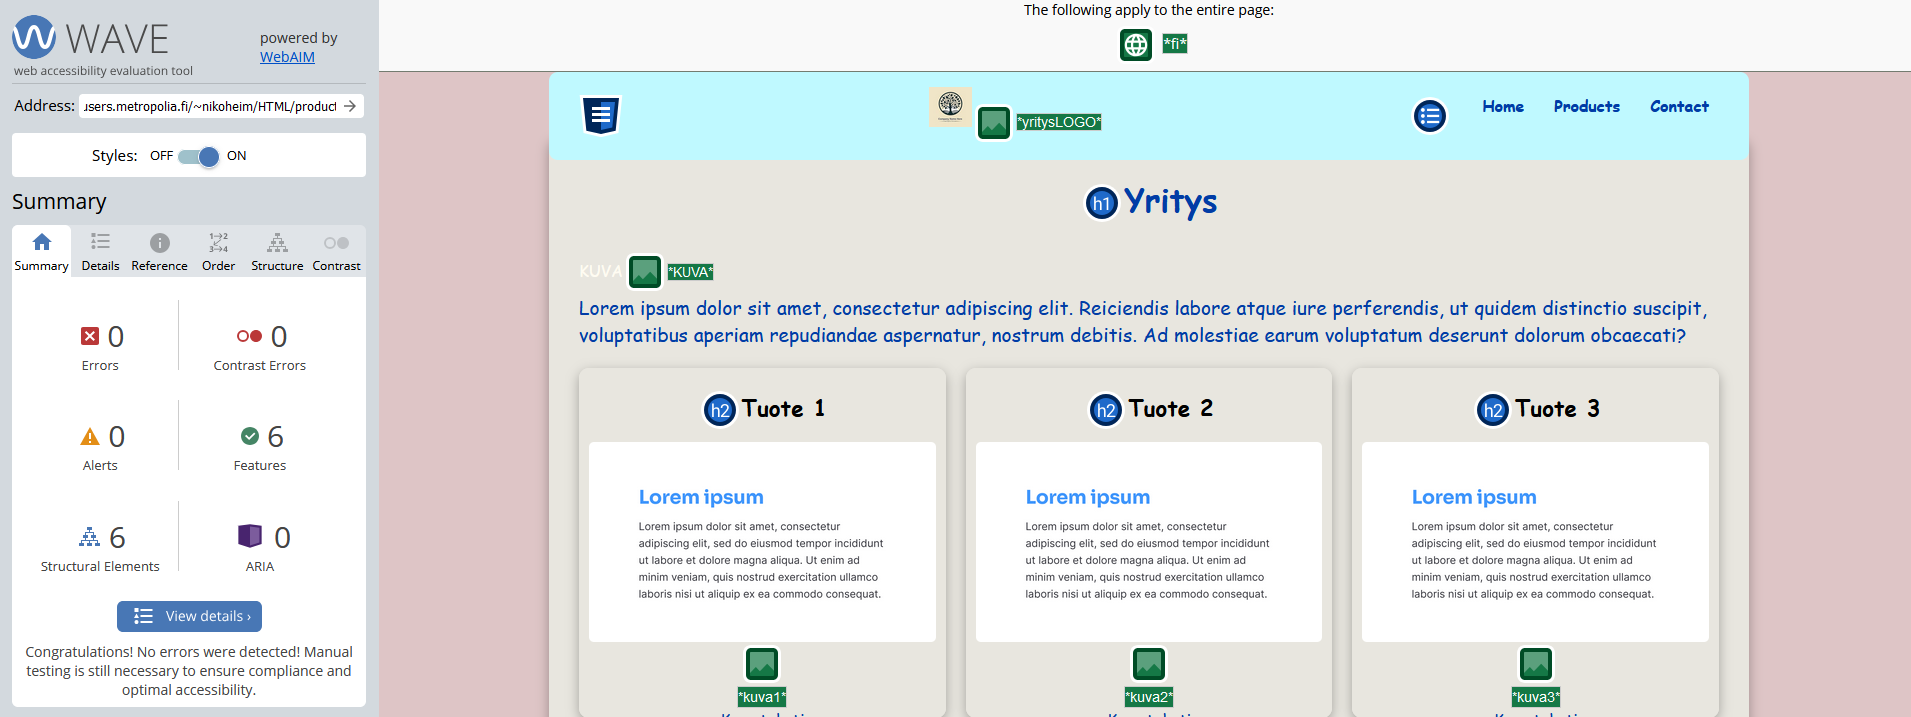 WAVE
powered by
WebAIM
web accessibility evaluation tool
Address: users.metropolia.fi/~nikoheim/HTML/product
Styles: OFF ON
Summary
Summary Details Reference Order Structure Contrast
0 Errors
0 Contrast Errors
0 Alerts
6 Features
6 Structural Elements
0 ARIA
View details ›
Congratulations! No errors were detected! Manual
testing is still necessary to ensure compliance and
optimal accessibility.
The following apply to the entire page:
*fi*
*yritysLOGO*
Home Products Contact
h1 Yritys
KUVA *KUVA*
Lorem ipsum dolor sit amet, consectetur adipiscing elit. Reiciendis labore atque iure perferendis, ut quidem distinctio suscipit,
voluptatibus aperiam repudiandae aspernatur, nostrum debitis. Ad molestiae earum voluptatum deserunt dolorum obcaecati?
h2 Tuote 1
Lorem ipsum
Lorem ipsum dolor sit amet, consectetur
adipiscing elit, sed do eiusmod tempor incididunt
ut labore et dolore magna aliqua. Ut enim ad
minim veniam, quis nostrud exercitation ullamco
laboris nisi ut aliquip ex ea commodo consequat.
*kuva1*
h2 Tuote 2
Lorem ipsum
Lorem ipsum dolor sit amet, consectetur
adipiscing elit, sed do eiusmod tempor incididunt
ut labore et dolore magna aliqua. Ut enim ad
minim veniam, quis nostrud exercitation ullamco
laboris nisi ut aliquip ex ea commodo consequat.
*kuva2*
h2 Tuote 3
Lorem ipsum
Lorem ipsum dolor sit amet, consectetur
adipiscing elit, sed do eiusmod tempor incididunt
ut labore et dolore magna aliqua. Ut enim ad
minim veniam, quis nostrud exercitation ullamco
laboris nisi ut aliquip ex ea commodo consequat.
*kuva3*